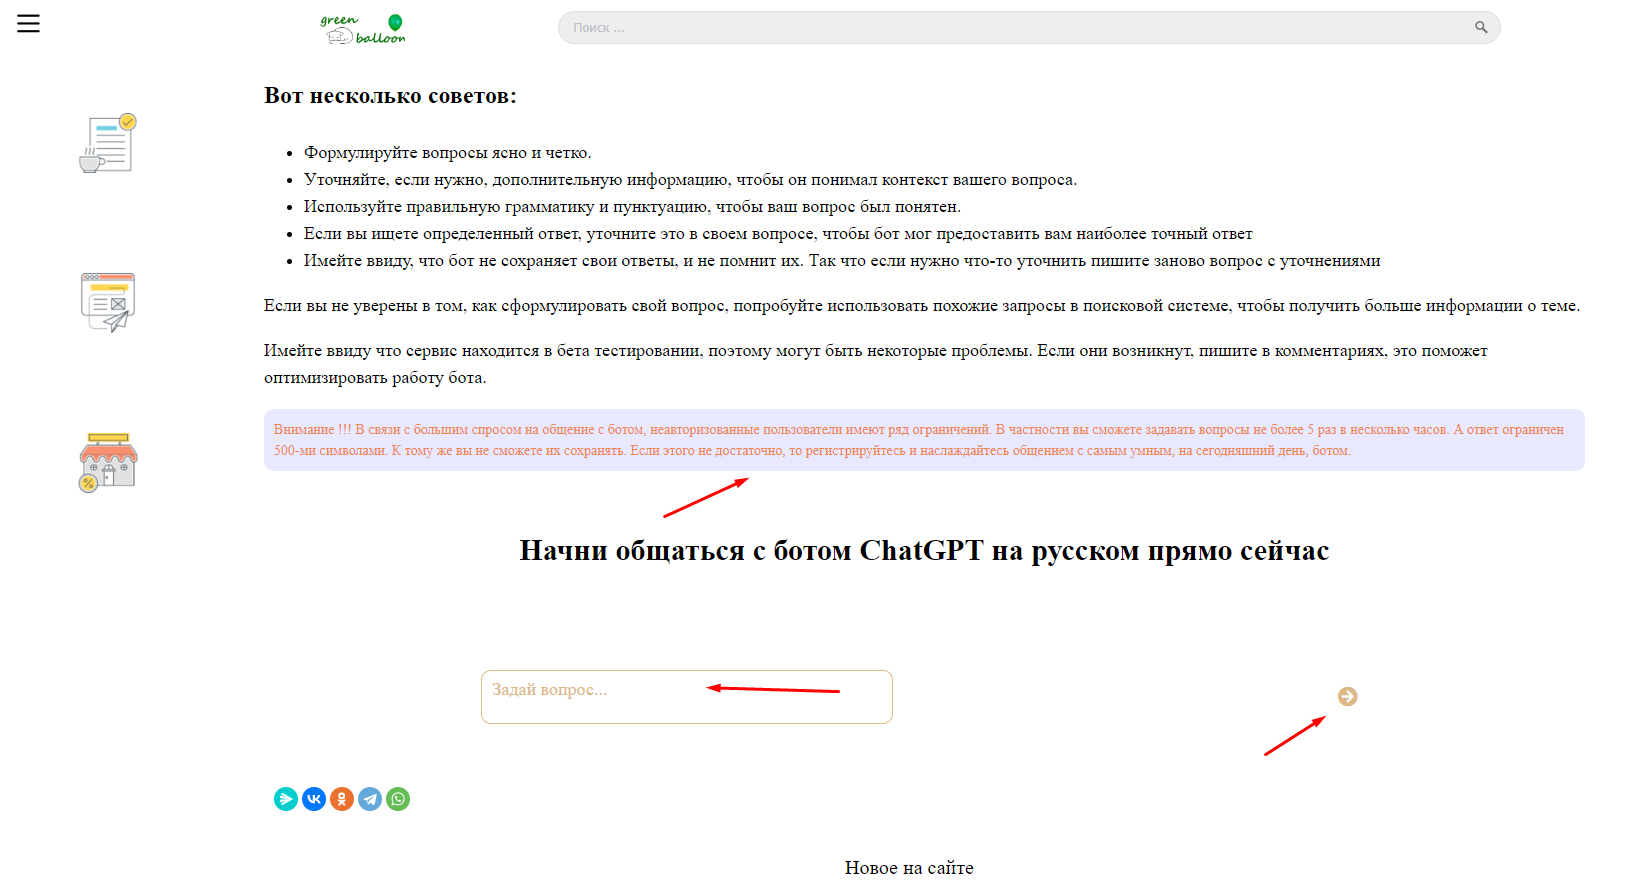 green
balloon
Поиск ...
Вот несколько советов:
Формулируйте вопросы ясно и четко.
Уточняйте, если нужно, дополнительную информацию, чтобы он понимал контекст вашего вопроса.
Используйте правильную грамматику и пунктуацию, чтобы ваш вопрос был понятен.
Если вы ищете определенный ответ, уточните это в своем вопросе, чтобы бот мог предоставить вам наиболее точный ответ
Имейте ввиду, что бот не сохраняет свои ответы, и не помнит их. Так что если нужно что-то уточнить пишите заново вопрос с уточнениями
Если вы не уверены в том, как сформулировать свой вопрос, попробуйте использовать похожие запросы в поисковой системе, чтобы получить больше информации о теме.
Имейте ввиду что сервис находится в бета тестировании, поэтому могут быть некоторые проблемы. Если они возникнут, пишите в комментариях, это поможет
оптимизировать работу бота.
Внимание !!! В связи с большим спросом на общение с ботом, неавторизованные пользователи имеют ряд ограничений. В частности вы сможете задавать вопросы не более 5 раз в несколько часов. А ответ ограничен
500-ми символами. К тому же вы не сможете их сохранять. Если этого не достаточно, то регистрируйтесь и наслаждайтесь общением с самым умным, на сегодняшний день, ботом.
Начни общаться с ботом ChatGPT на русском прямо сейчас
Задай вопрос...
Новое на сайте